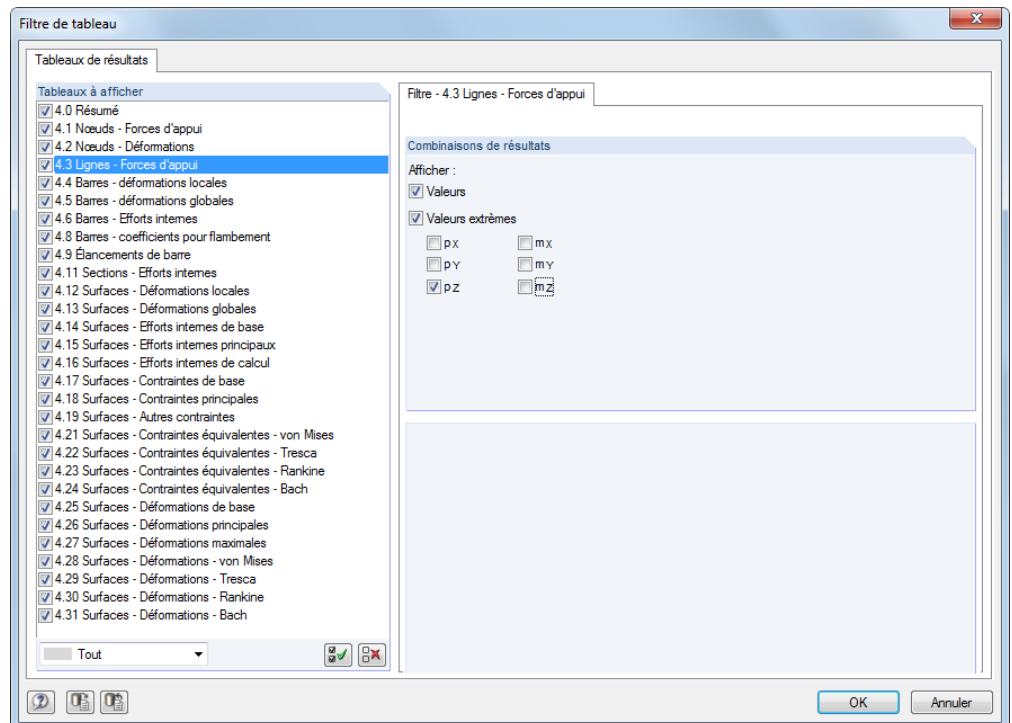 Filtre de tableau
Tableaux de résultats
Tableaux à afficher
4.0 Résumé
4.1 Nœuds - Forces d'appui
4.2 Nœuds - Déformations
4.3 Lignes - Forces d'appui
4.4 Barres - déformations locales
4.5 Barres - déformations globales
4.6 Barres - Efforts internes
4.8 Barres - coefficients pour flambement
4.9 Élancements de barre
4.11 Sections - Efforts internes
4.12 Surfaces - Déformations locales
4.13 Surfaces - Déformations globales
4.14 Surfaces - Efforts internes de base
4.15 Surfaces - Efforts internes principaux
4.16 Surfaces - Efforts internes de calcul
4.17 Surfaces - Contraintes de base
4.18 Surfaces - Contraintes principales
4.19 Surfaces - Autres contraintes
4.21 Surfaces - Contraintes équivalentes - von Mises
4.22 Surfaces - Contraintes équivalentes - Tresca
4.23 Surfaces - Contraintes équivalentes - Rankine
4.24 Surfaces - Contraintes équivalentes - Bach
4.25 Surfaces - Déformations de base
4.26 Surfaces - Déformations principales
4.27 Surfaces - Déformations maximales
4.28 Surfaces - Déformations - von Mises
4.29 Surfaces - Déformations - Tresca
4.30 Surfaces - Déformations - Rankine
4.31 Surfaces - Déformations - Bach
Tout
Filtre - 4.3 Lignes - Forces d'appui
Combinaisons de résultats
Afficher :
Valeurs
Valeurs extrêmes
pX mX
pY mY
pZ mZ
OK Annuler